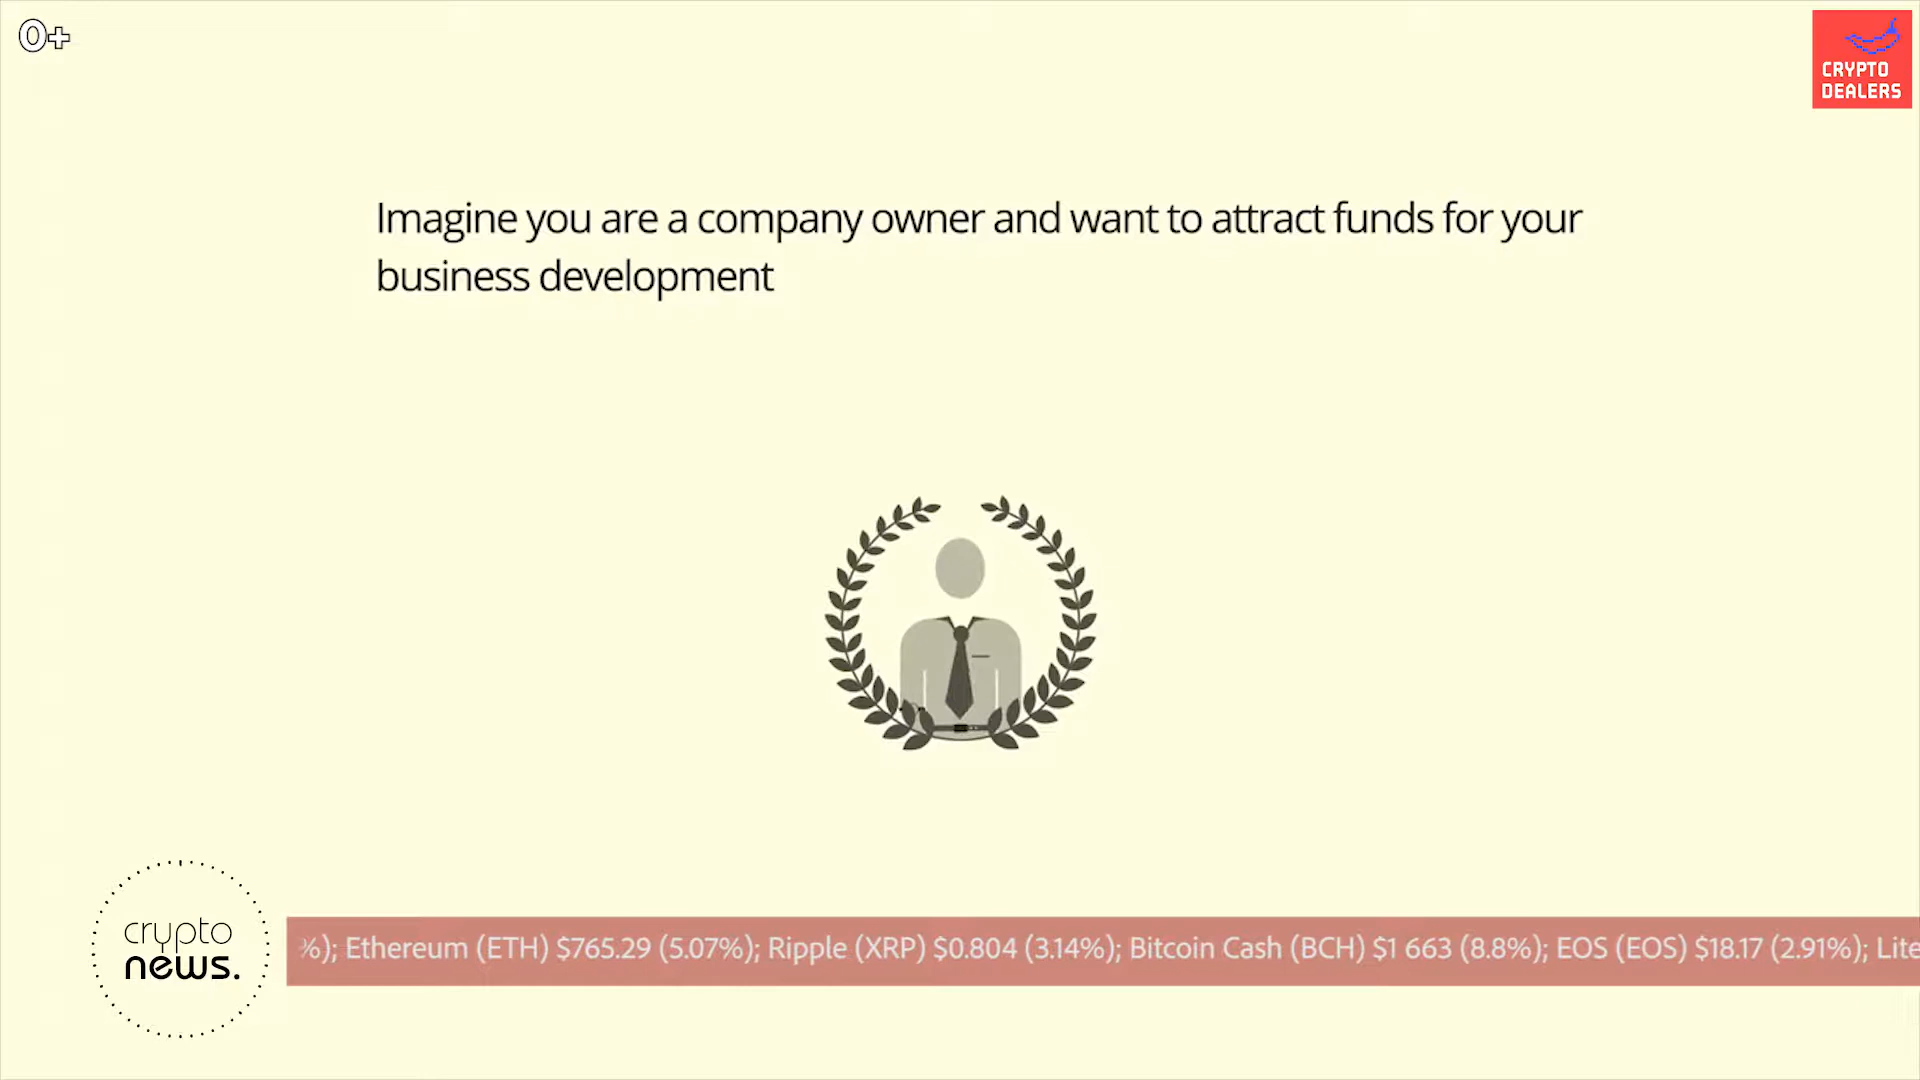 0+
CRYPTO
DEALERS
Imagine you are a company owner and want to attract funds for your
business development
crypto
news.
%); Ethereum (ETH) $765.29 (5.07%); Ripple (XRP) $0.804 (3.14%); Bitcoin Cash (BCH) $1 663 (8.8%); EOS (EOS) $18.17 (2.91%); Lite